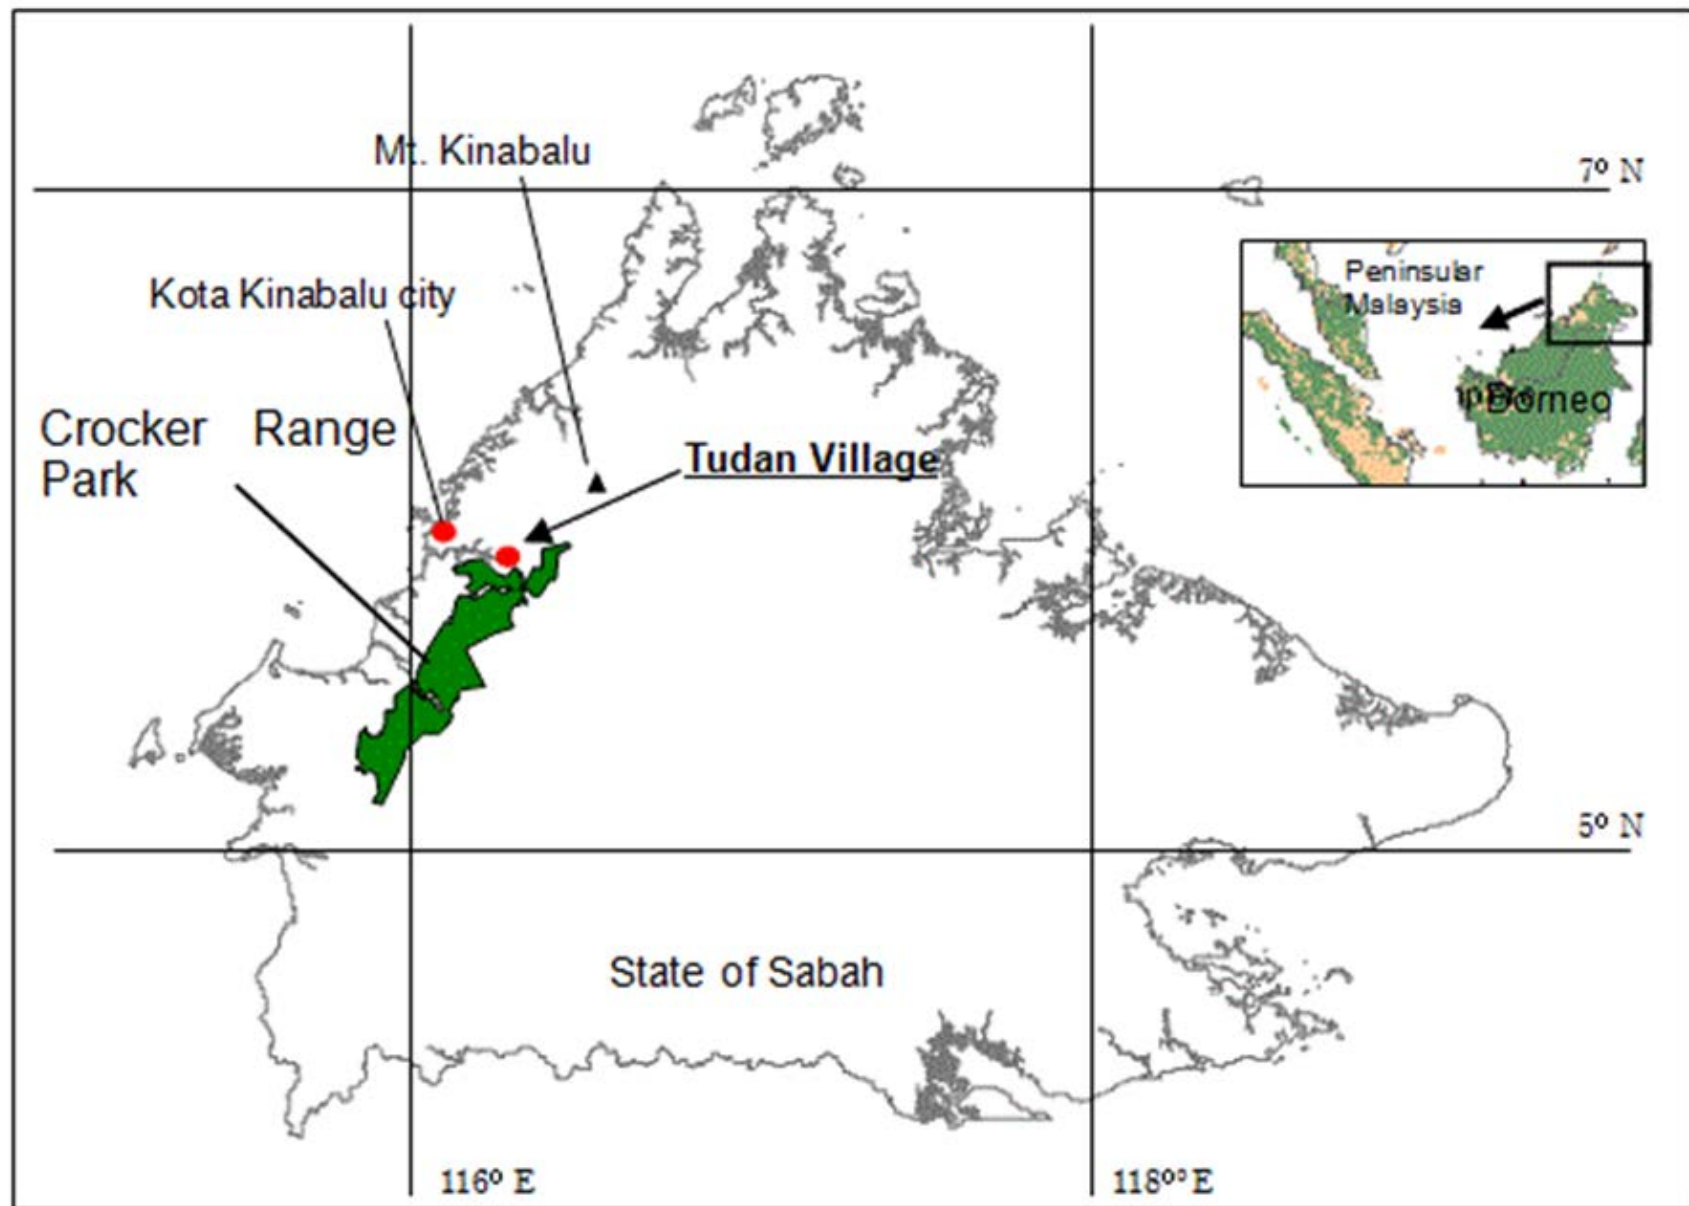 Mt. Kinabalu
7º N
Kota Kinabalu city
Peninsular
Malaysia
Borneo
Crocker Range
Park
Tudan Village
5º N
State of Sabah
116º E
118ºº E